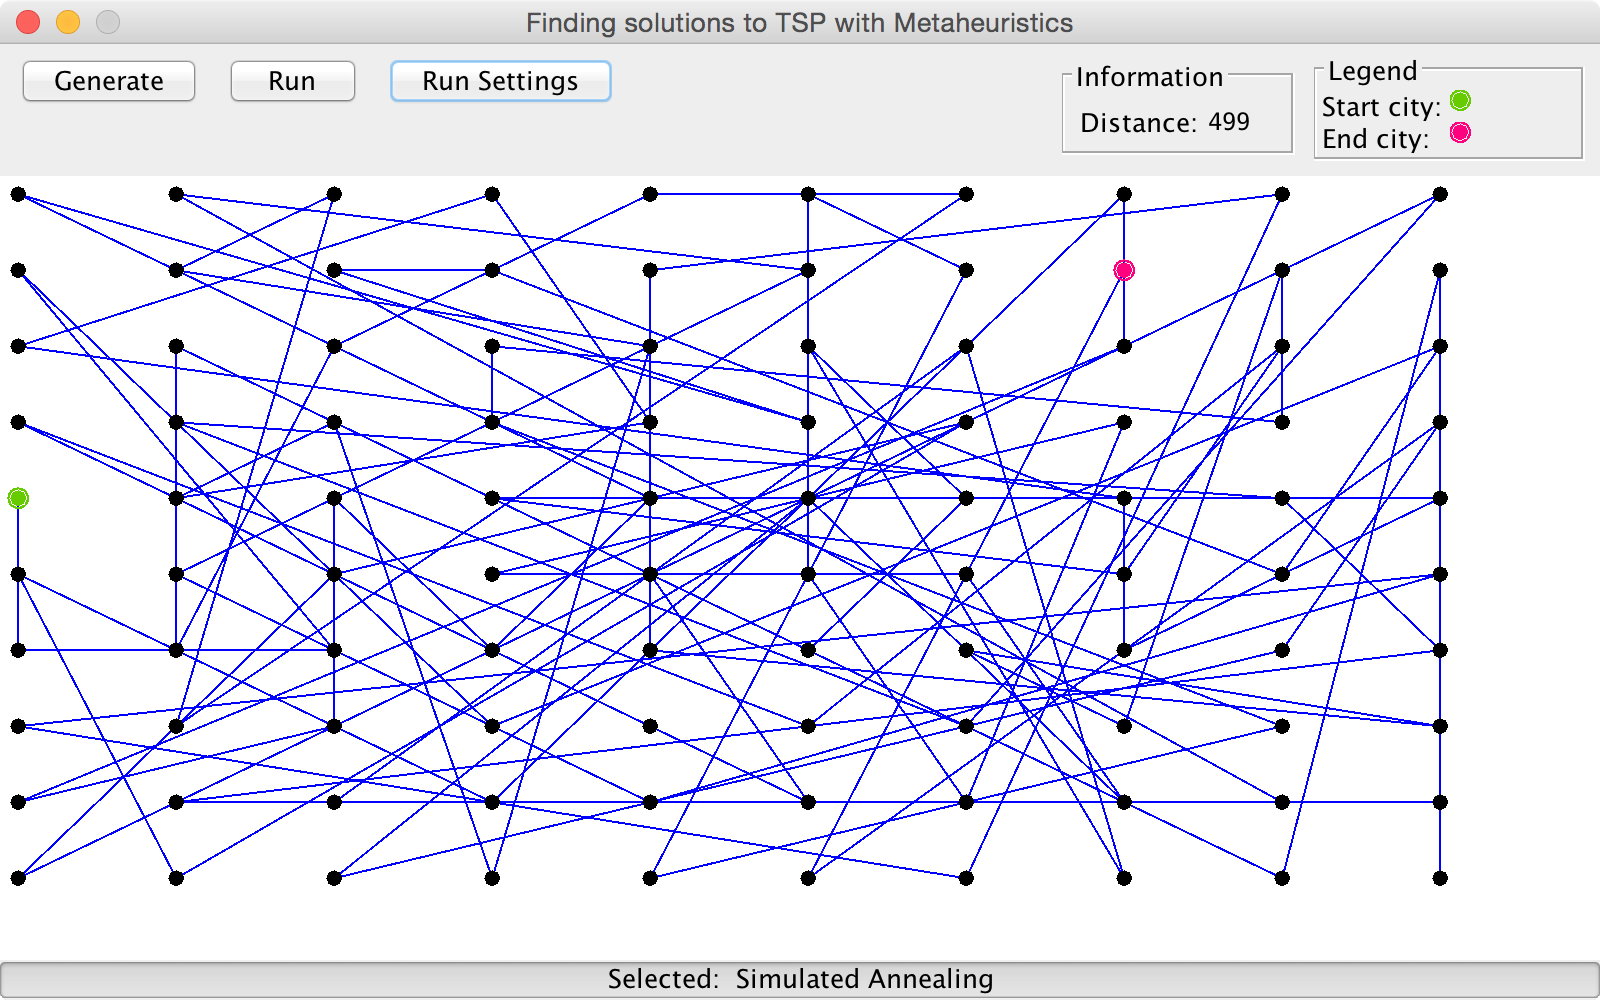 Finding solutions to TSP with Metaheuristics
Generate
Run
Run Settings
Information
Distance: 499
Legend
Start city:
End city:
Selected: Simulated Annealing